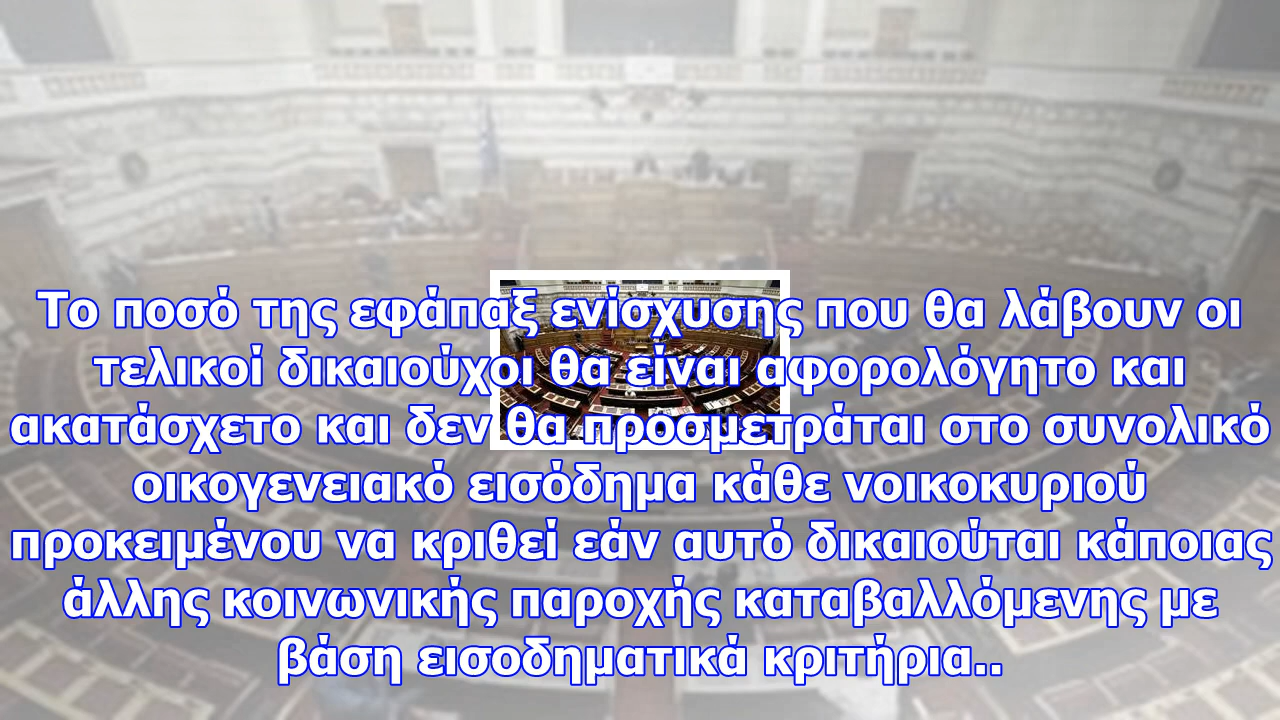 Το ποσό της εφάπαξ ενίσχυσης που θα λάβουν οι
τελικοί δικαιούχοι θα είναι αφορολόγητο και
ακατάσχετο και δεν θα προσμετράται στο συνολικό
οικογενειακό εισόδημα κάθε νοικοκυριού
προκειμένου να κριθεί εάν αυτό δικαιούται κάποιας
άλλης κοινωνικής παροχής καταβαλλόμενης με
βάση εισοδηματικά κριτήρια..